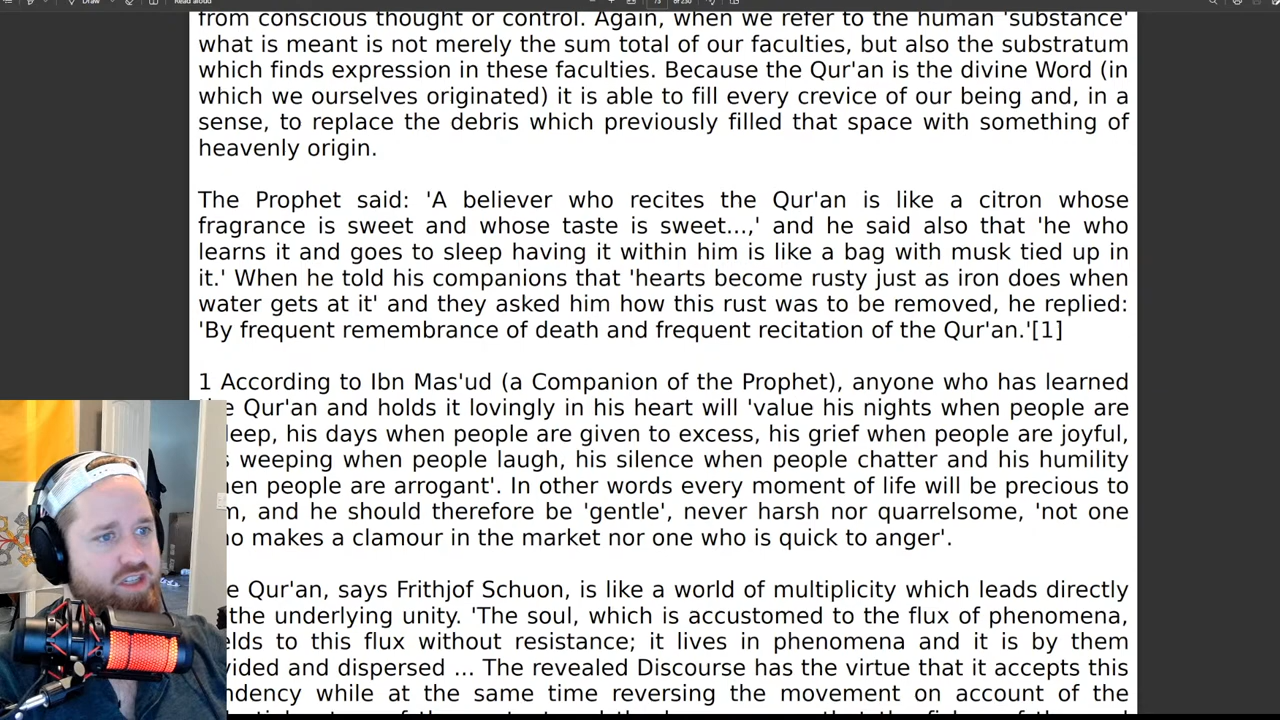 Draw
Read aloud
73
of 230
from conscious thought or control. Again, when we refer to the human 'substance'
what is meant is not merely the sum total of our faculties, but also the substratum
which finds expression in these faculties. Because the Qur'an is the divine Word (in
which we ourselves originated) it is able to fill every crevice of our being and, in a
sense, to replace the debris which previously filled that space with something of
heavenly origin.
The Prophet said: 'A believer who recites the Qur'an is like a citron whose
fragrance is sweet and whose taste is sweet...,' and he said also that 'he who
learns it and goes to sleep having it within him is like a bag with musk tied up in
it.' When he told his companions that 'hearts become rusty just as iron does when
water gets at it' and they asked him how this rust was to be removed, he replied:
'By frequent remembrance of death and frequent recitation of the Qur'an.'[1]
1 According to Ibn Mas'ud (a Companion of the Prophet), anyone who has learned
Qur'an and holds it lovingly in his heart will 'value his nights when people are
his days when people are given to excess, his grief when people are joyful,
weeping when people laugh, his silence when people chatter and his humility
people are arrogant'. In other words every moment of life will be precious to
and he should therefore be 'gentle', never harsh nor quarrelsome, 'not one
makes a clamour in the market nor one who is quick to anger'.
Qur'an, says Frithjof Schuon, is like a world of multiplicity which leads directly
the underlying unity. 'The soul, which is accustomed to the flux of phenomena,
to this flux without resistance; it lives in phenomena and it is by them
and dispersed ... The revealed Discourse has the virtue that it accepts this
while at the same time reversing the movement on account of the